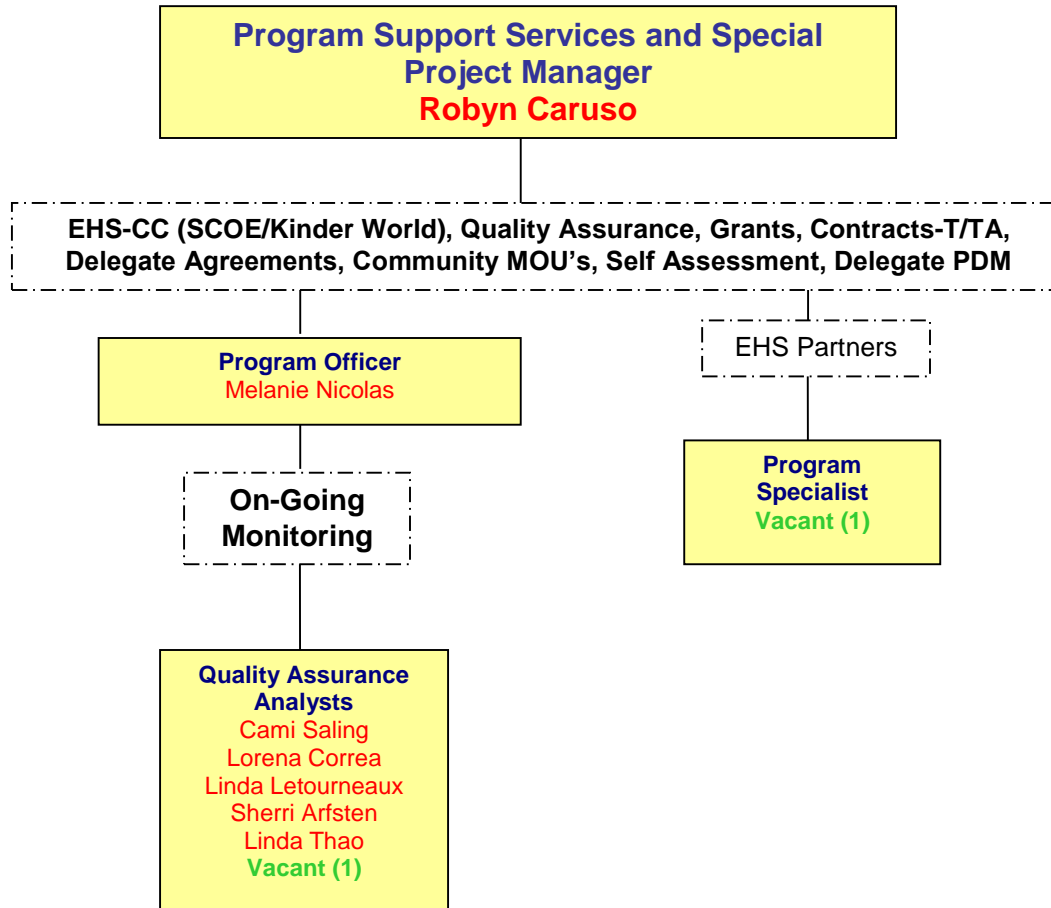 Program Support Services and Special
Project Manager
Robyn Caruso
EHS-CC (SCOE/Kinder World), Quality Assurance, Grants, Contracts-T/TA,
Delegate Agreements, Community MOU’s, Self Assessment, Delegate PDM
Program Officer
Melanie Nicolas
EHS Partners
On-Going
Monitoring
Program
Specialist
Vacant (1)
Quality Assurance
Analysts
Cami Saling
Lorena Correa
Linda Letourneaux
Sherri Arfsten
Linda Thao
Vacant (1)